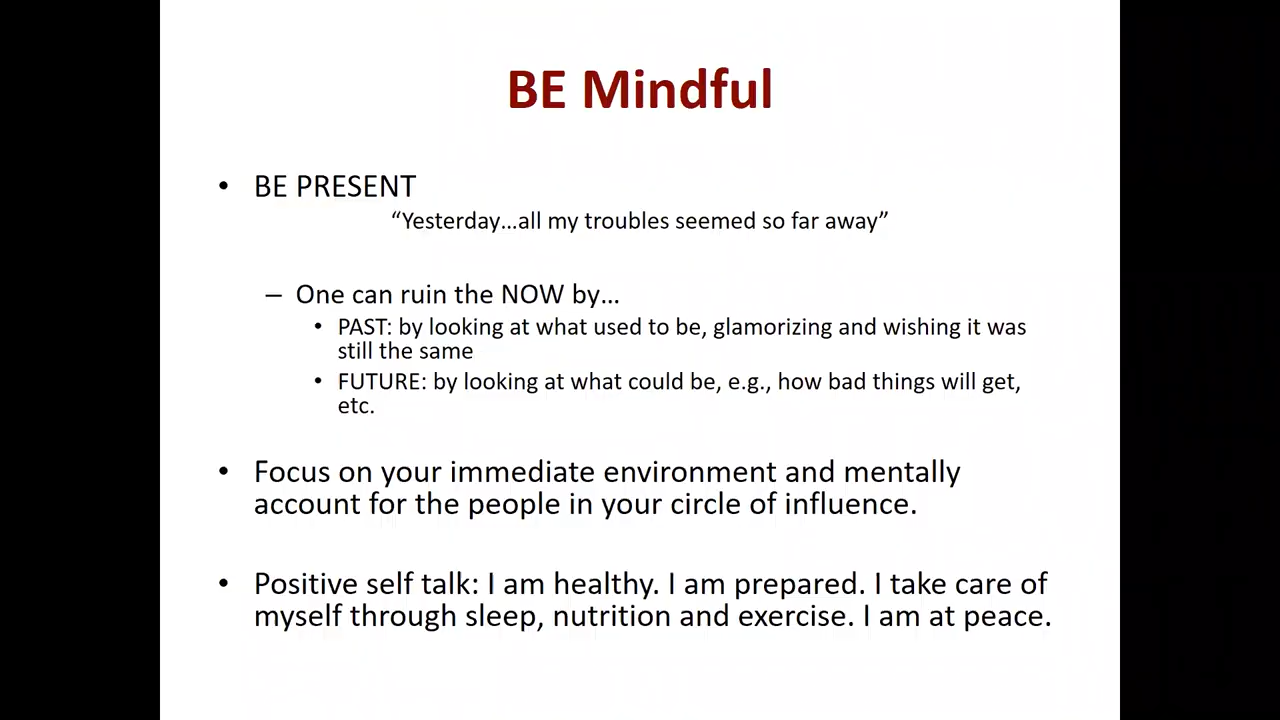 BE Mindful
• BE PRESENT
“Yesterday…all my troubles seemed so far away”
– One can ruin the NOW by…
• PAST: by looking at what used to be, glamorizing and wishing it was
still the same
• FUTURE: by looking at what could be, e.g., how bad things will get,
etc.
• Focus on your immediate environment and mentally
account for the people in your circle of influence.
• Positive self talk: I am healthy. I am prepared. I take care of
myself through sleep, nutrition and exercise. I am at peace.